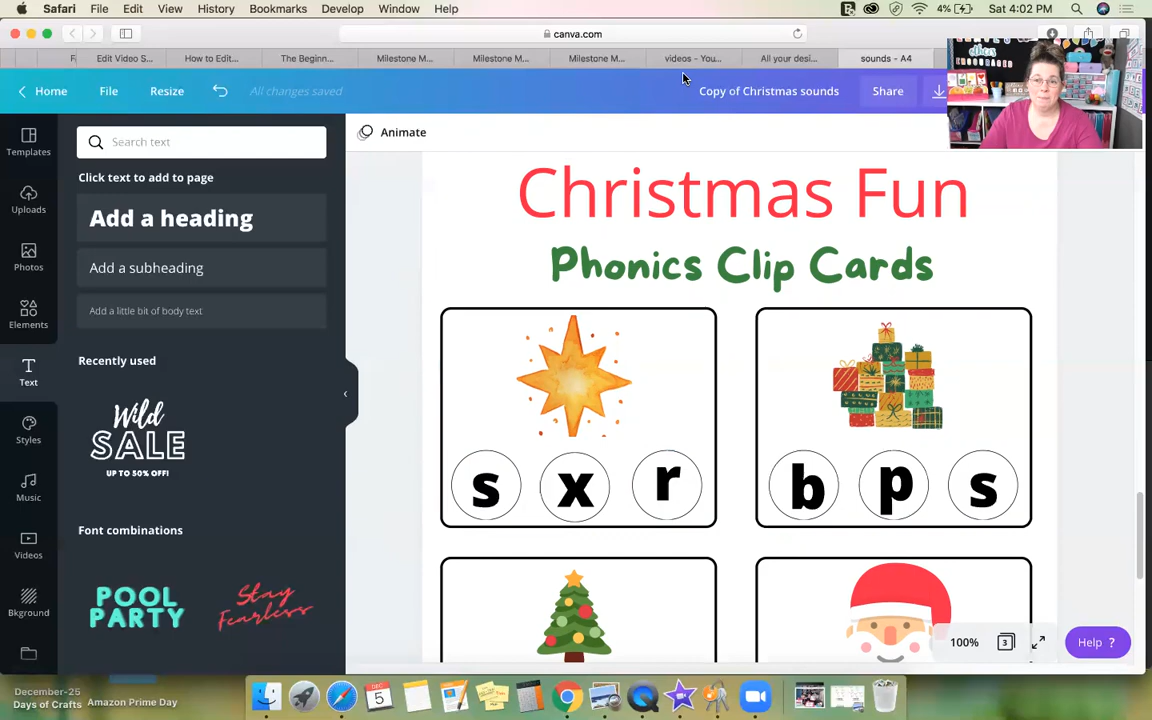 Safari File Edit View History Bookmarks Develop Window Help 4% Sat 4:02 PM
canva.com
Edit Video S... How to Edit... The Beginn... Milestone M... Milestone M... Milestone M... videos - You... All your desi... sounds - A4
Home File Resize All changes saved Copy of Christmas sounds Share
Templates
Uploads
Photos
Elements
Text
Styles
Music
Videos
Bkground
Search text
Click text to add to page
Add a heading
Add a subheading
Add a little bit of body text
Recently used
Wild
SALE
UP TO 50% OFF!
Font combinations
POOL
PARTY
Stay
Fearless
Animate
Christmas Fun
Phonics Clip Cards
s x r
b p s
100% 3 Help ?
December-25
Days of Crafts Amazon Prime Day
DEC
5
others